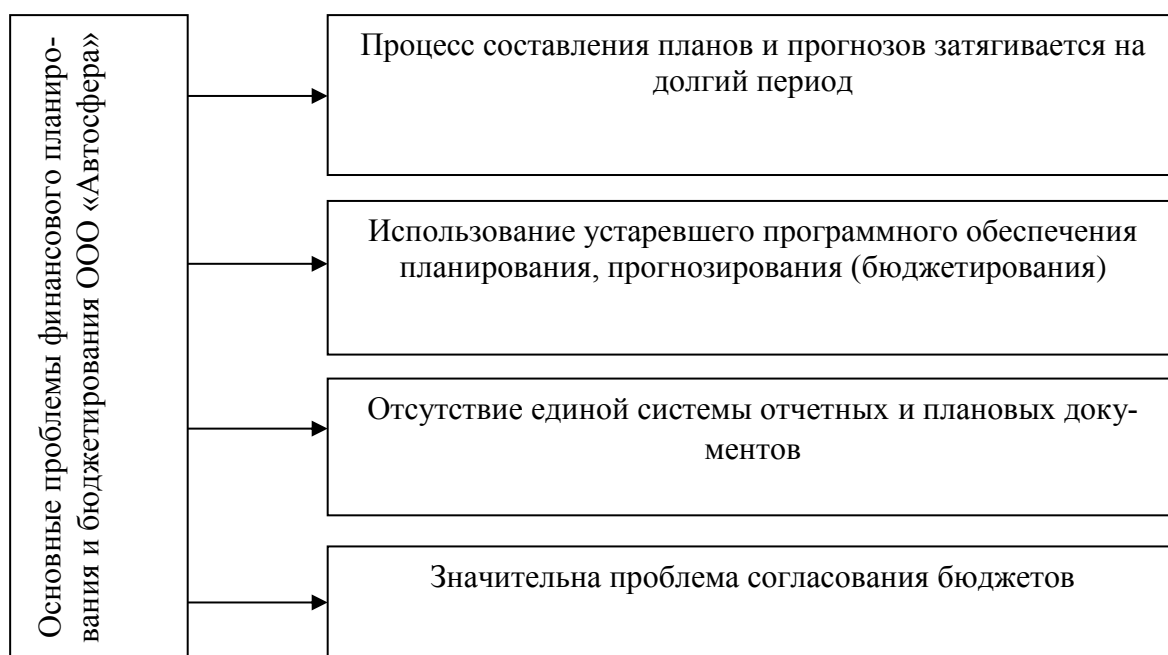 Основные проблемы финансового планиро-
вания и бюджетирования ООО «Автосфера»
Процесс составления планов и прогнозов затягивается на
долгий период
Использование устаревшего программного обеспечения
планирования, прогнозирования (бюджетирования)
Отсутствие единой системы отчетных и плановых доку-
ментов
Значительна проблема согласования бюджетов